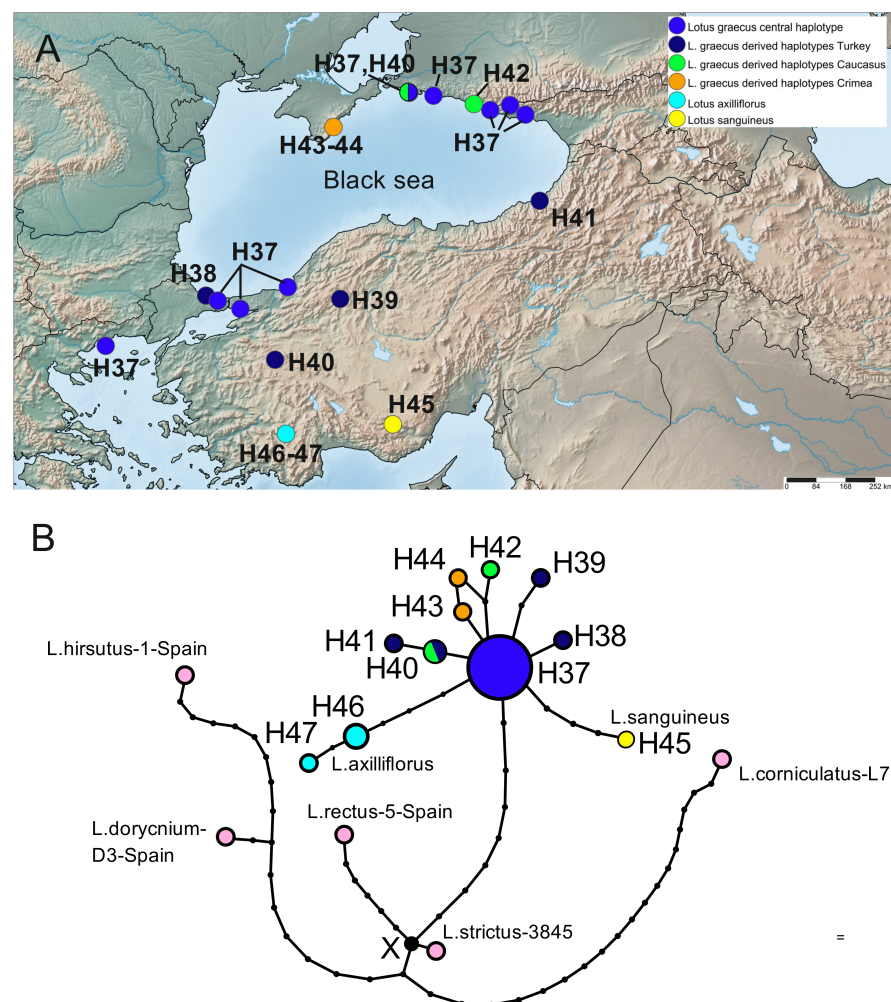 A
Lotus graecus central haplotype
L. graecus derived haplotypes Turkey
L. graecus derived haplotypes Caucasus
L. graecus derived haplotypes Crimea
Lotus axilliflorus
Lotus sanguineus
H37,H40
H37
H42
H43-44
H37
Black sea
H41
H37
H38
H39
H37
H40
H45
H46-47
0 84 168 252 km
B
H44
H42
H39
H43
H41
H38
H40
H37
L.hirsutus-1-Spain
H46
L.sanguineus
H47
H45
L.axilliflorus
L.corniculatus-L7
L.rectus-5-Spain
L.dorycnium-
D3-Spain
L.strictus-3845
X
=